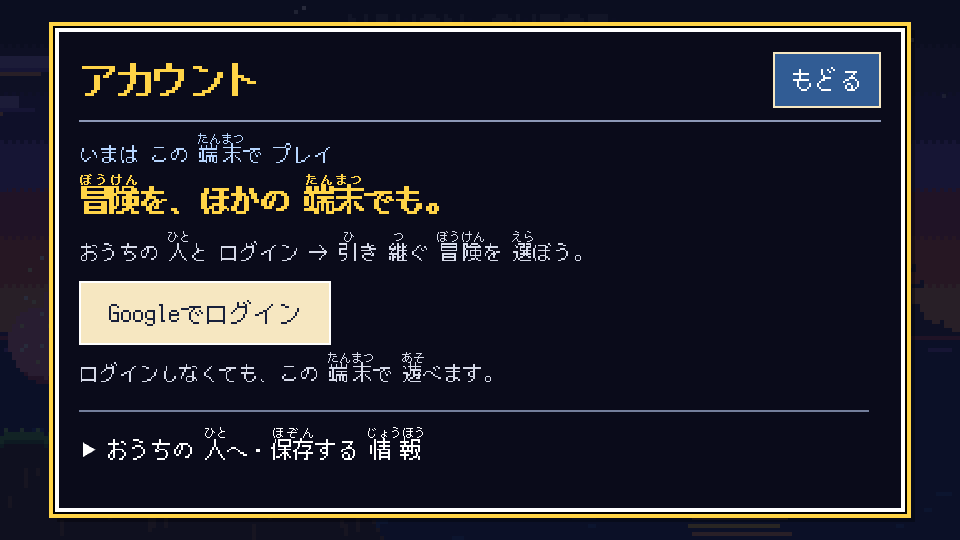 アカウント
もどる
いまは この 端末で プレイ
冒険を、ほかの 端末でも。
おうちの 人と ログイン → 引き 継ぐ 冒険を 選ぼう。
Googleでログイン
ログインしなくても、この 端末で 遊べます。
▶ おうちの 人へ・保存する 情報